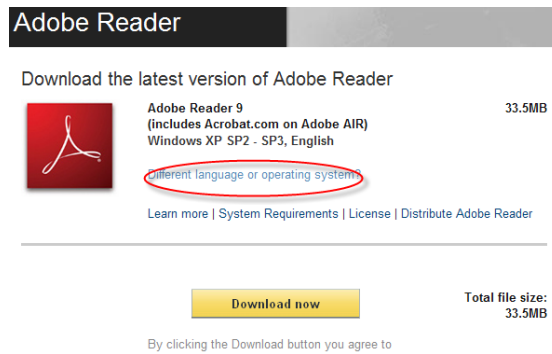 Adobe Reader
Download the latest version of Adobe Reader
Adobe Reader 9 33.5MB
(includes Acrobat.com on Adobe AIR)
Windows XP SP2 - SP3, English
Different language or operating system?
Learn more | System Requirements | License | Distribute Adobe Reader
Download now
Total file size:
33.5MB
By clicking the Download button you agree to